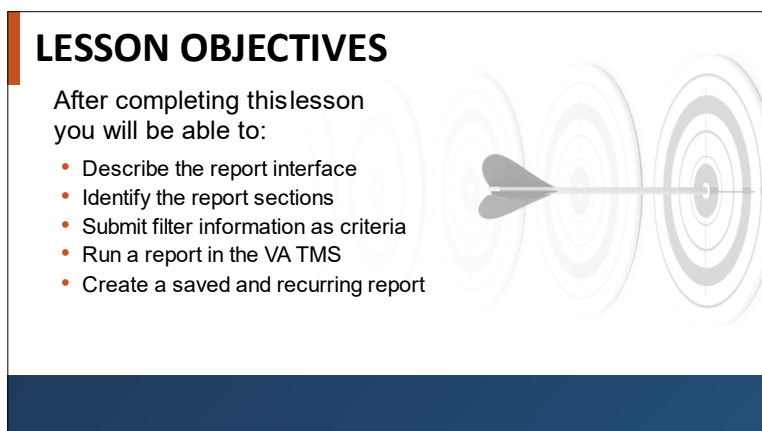 LESSON OBJECTIVES
After completing thislesson
you will be able to:
• Describe the report interface
• Identify the report sections
• Submit filter information as criteria
• Run a report in the VA TMS
• Create a saved and recurring report